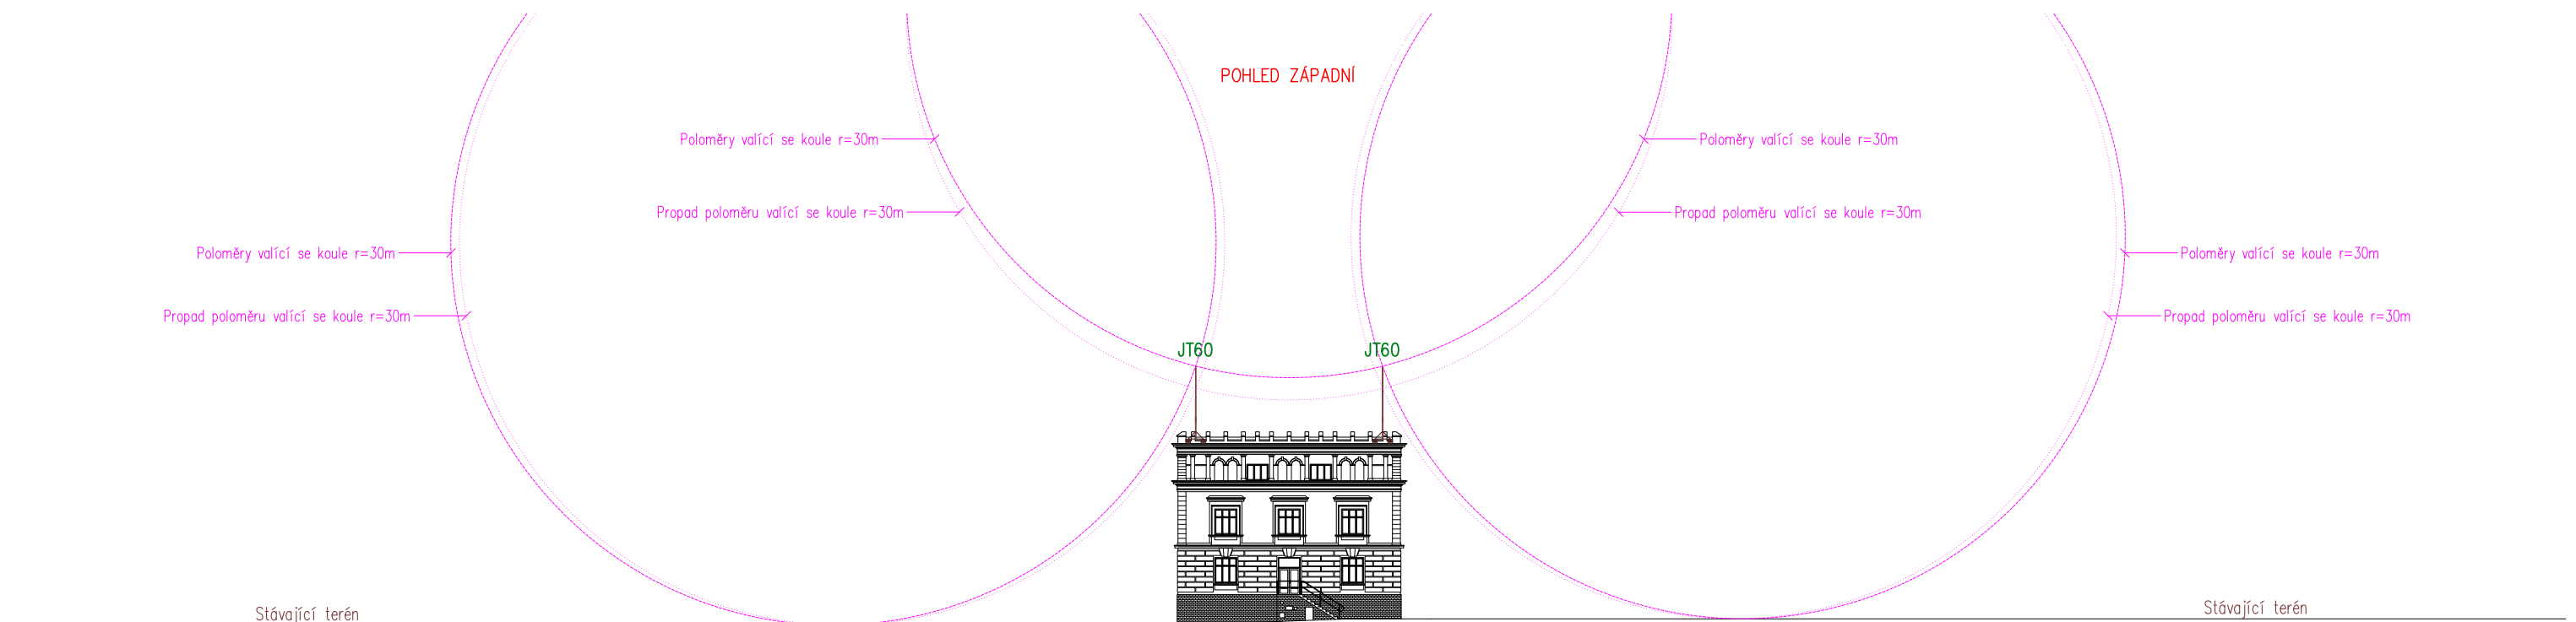 POHLED ZÁPADNÍ
Poloměry valící se koule r=30m
Poloměry valící se koule r=30m
Propad poloměru valící se koule r=30m
Propad poloměru valící se koule r=30m
Poloměry valící se koule r=30m
Poloměry valící se koule r=30m
Propad poloměru valící se koule r=30m
Propad poloměru valící se koule r=30m
JT60
JT60
Stávající terén
Stávající terén